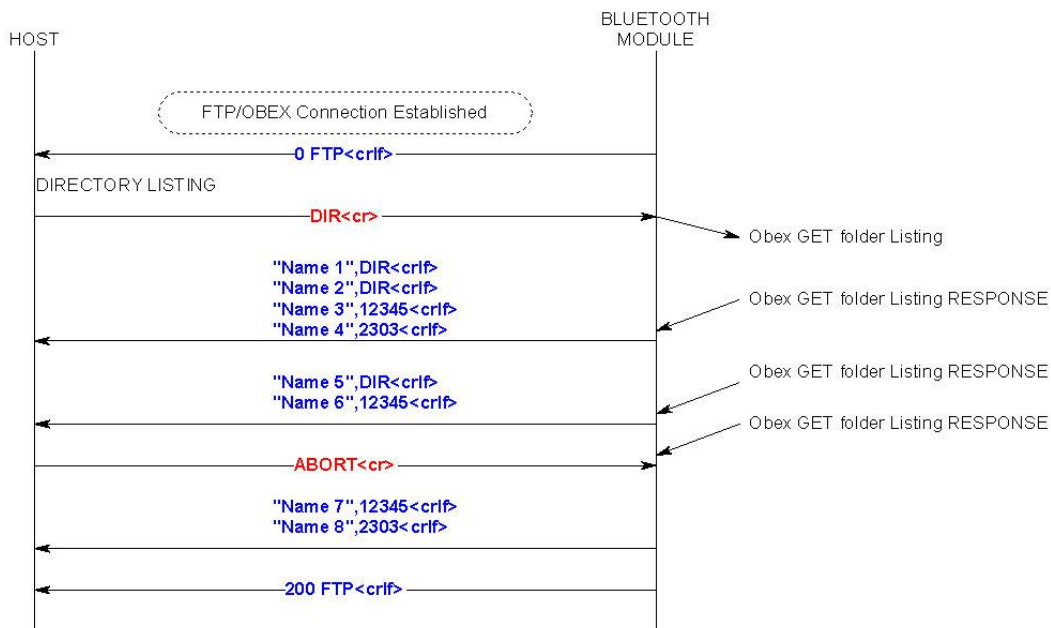 HOST
BLUETOOTH
MODULE
FTP/OBEX Connection Established
0 FTP<crlf>
DIRECTORY LISTING
DIR<cr>
Obex GET folder Listing
"Name 1",DIR<crlf>
"Name 2",DIR<crlf>
"Name 3",12345<crlf>
"Name 4",2303<crlf>
Obex GET folder Listing RESPONSE
"Name 5",DIR<crlf>
"Name 6",12345<crlf>
Obex GET folder Listing RESPONSE
Obex GET folder Listing RESPONSE
ABORT<cr>
"Name 7",12345<crlf>
"Name 8",2303<crlf>
200 FTP<crlf>